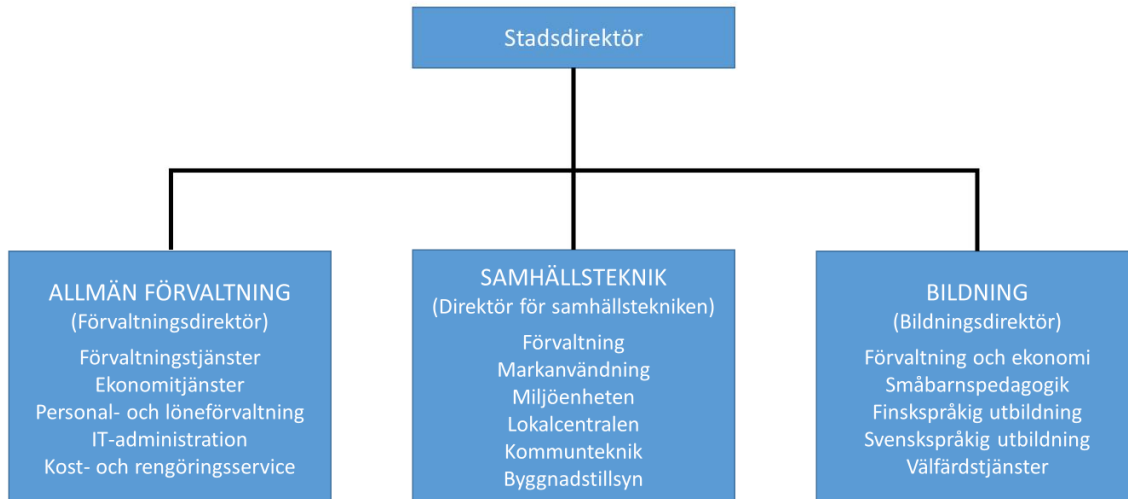 Stadsdirektör
ALLMÄN FÖRVALTNING
(Förvaltningsdirektör)
Förvaltningstjänster
Ekonomitjänster
Personal- och löneförvaltning
IT-administration
Kost- och rengöringsservice
SAMHÄLLSTEKNIK
(Direktör för samhällstekniken)
Förvaltning
Markanvändning
Miljöenheten
Lokalcentralen
Kommunteknik
Byggnadstillsyn
BILDNING
(Bildningsdirektör)
Förvaltning och ekonomi
Småbarnspedagogik
Finskspråkig utbildning
Svenskspråkig utbildning
Välfärdstjänster